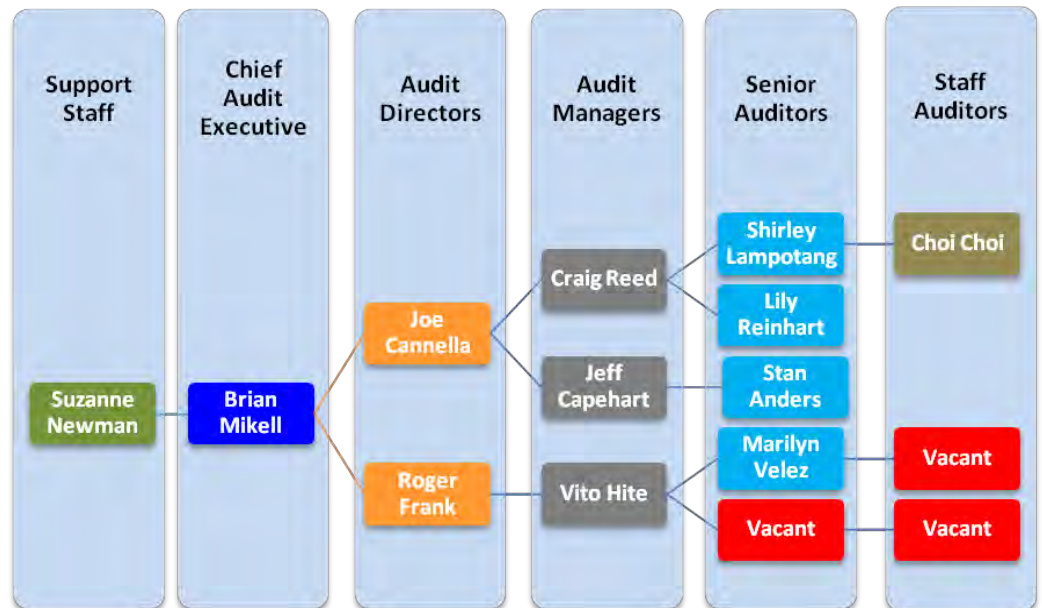 Support
Staff
Chief
Audit
Executive
Audit
Directors
Audit
Managers
Senior
Auditors
Staff
Auditors
Suzanne
Newman
Brian
Mikell
Joe
Cannella
Roger
Frank
Craig Reed
Jeff
Capehart
Vito Hite
Shirley
Lampotang
Lily
Reinhart
Stan
Anders
Marilyn
Velez
Vacant
Choi Choi
Vacant
Vacant